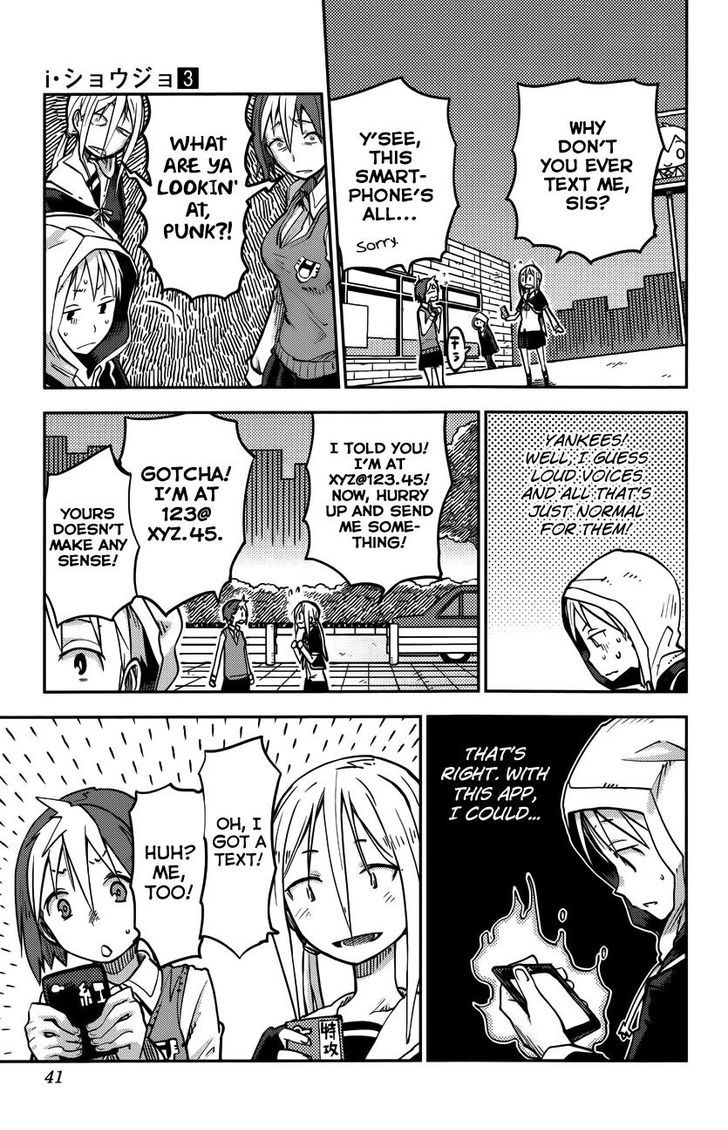 i・ショウジョ 3
WHY
DON'T
YOU EVER
TEXT ME,
SIS?
Y'SEE,
THIS
SMART-
PHONE'S
ALL...
Sorry.
チラ
WHAT
ARE YA
LOOKIN'
AT,
PUNK?!
YANKEES!
WELL, I GUESS
LOUD VOICES
AND ALL THAT'S
JUST NORMAL
FOR THEM!
I TOLD YOU!
I'M AT
XYZ@123.45!
NOW, HURRY
UP AND SEND
ME SOME-
THING!
GOTCHA!
I'M AT
123@
XYZ.45.
YOURS
DOESN'T
MAKE ANY
SENSE!
THAT'S
RIGHT. WITH
THIS APP,
I COULD...
OH, I
GOT A
TEXT!
HUH?
ME,
TOO!
特攻
紅
41